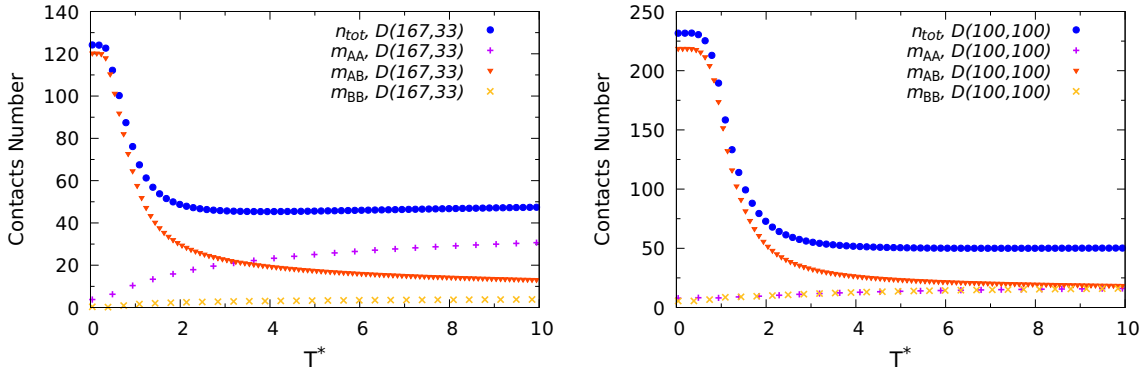 140
120
100
80
60
40
20
0
0
2
4
6
8
10
Contacts Number
T*
n_tot, D(167,33)
m_AA, D(167,33)
m_AB, D(167,33)
m_BB, D(167,33)
250
200
150
100
50
0
0
2
4
6
8
10
Contacts Number
T*
n_tot, D(100,100)
m_AA, D(100,100)
m_AB, D(100,100)
m_BB, D(100,100)